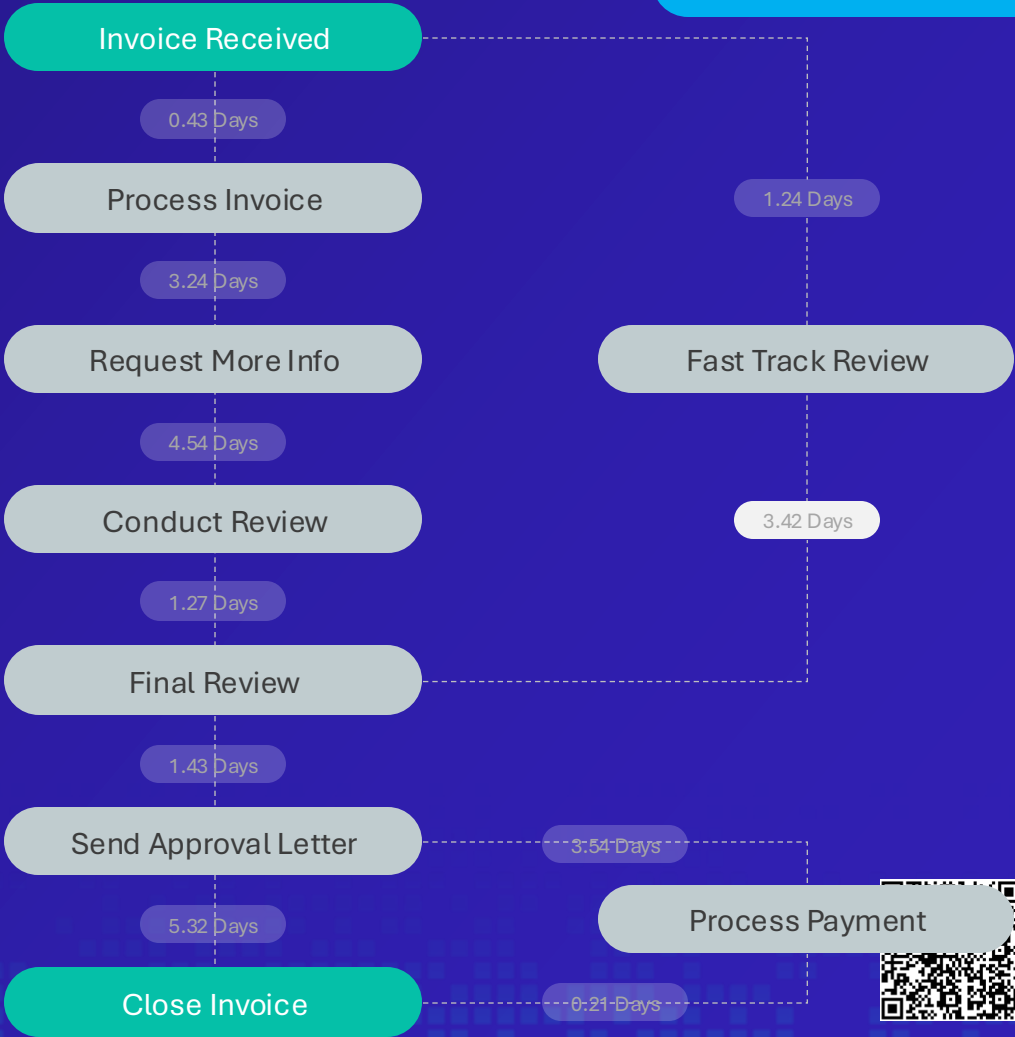 Invoice Received
0.43 Days
Process Invoice
1.24 Days
3.24 Days
Request More Info
Fast Track Review
4.54 Days
Conduct Review
3.42 Days
1.27 Days
Final Review
1.43 Days
Send Approval Letter
3.54 Days
5.32 Days
Process Payment
Close Invoice
0.21 Days